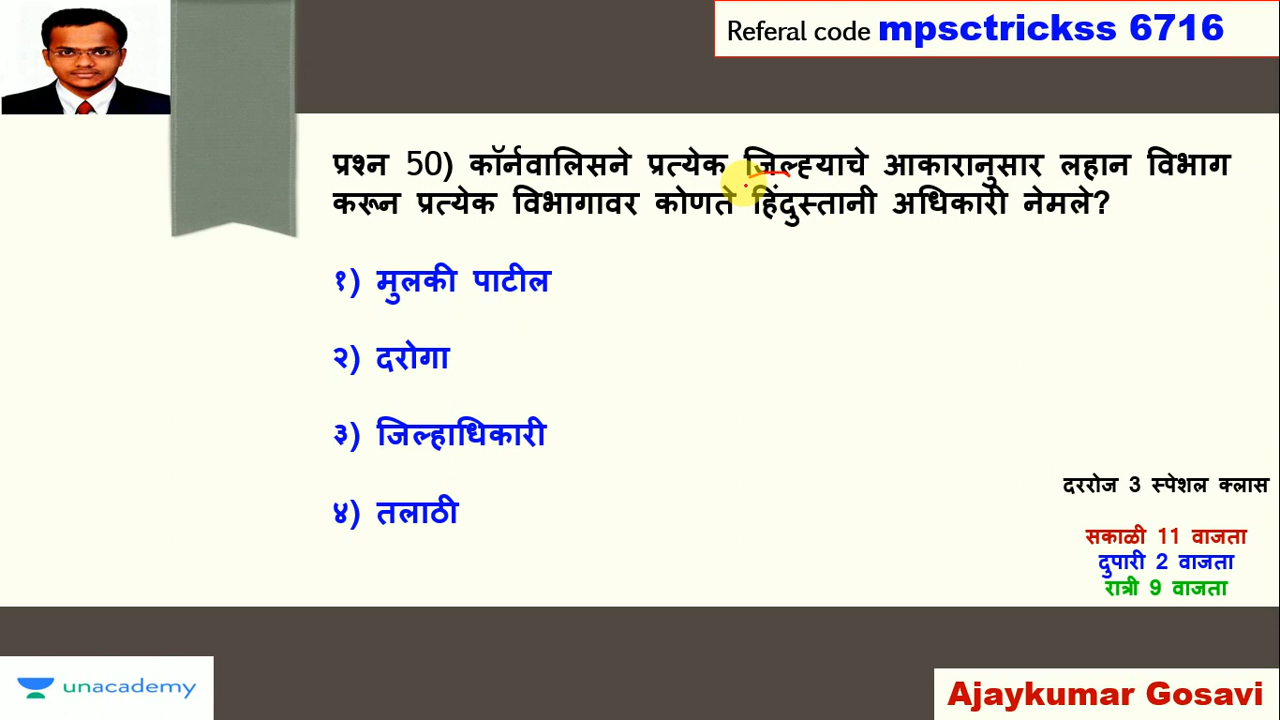 Referal code mpsctrickss 6716
प्रश्न 50) कॉर्नवालिसने प्रत्येक जिल्ह्याचे आकारानुसार लहान विभाग
करून प्रत्येक विभागावर कोणते हिंदुस्तानी अधिकारी नेमले?
१) मुलकी पाटील
२) दरोगा
३) जिल्हाधिकारी
४) तलाठी
दररोज 3 स्पेशल क्लास
सकाळी 11 वाजता
दुपारी 2 वाजता
रात्री 9 वाजता
unacademy
Ajaykumar Gosavi